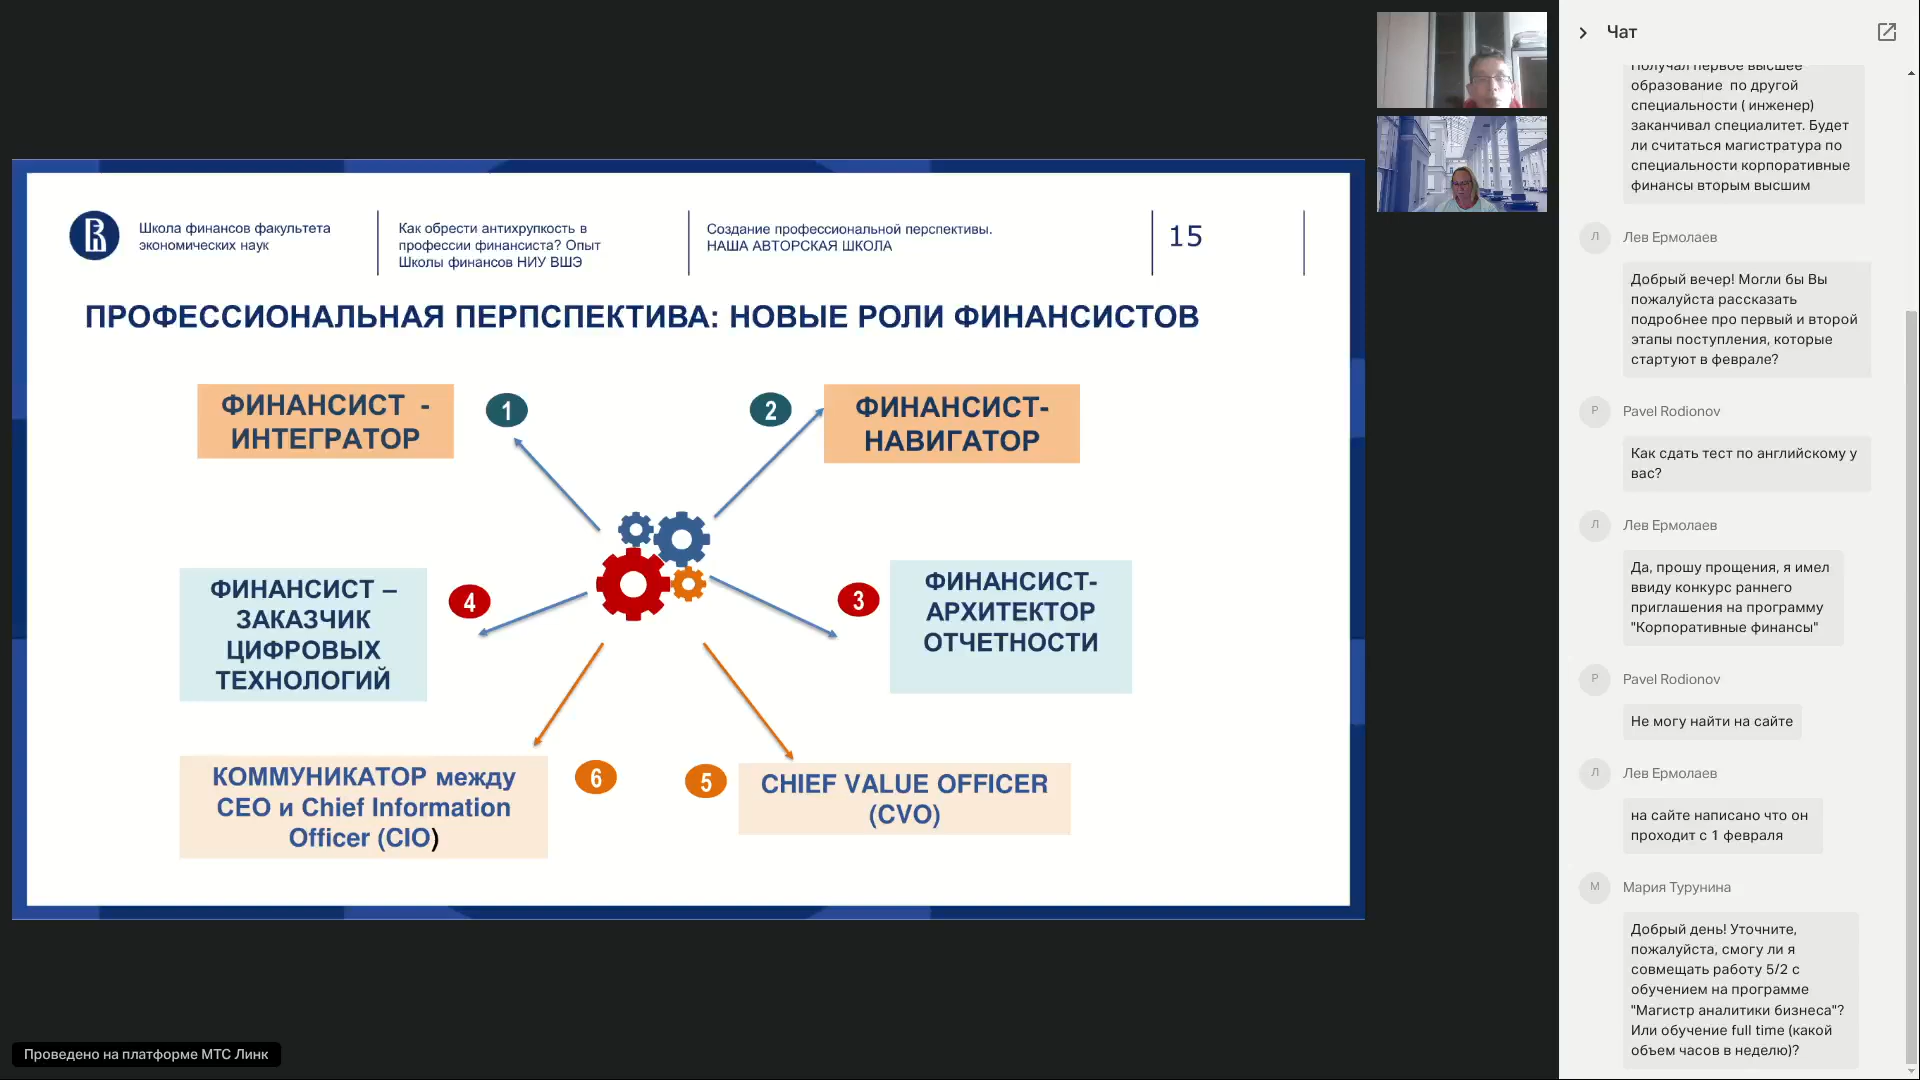 Школа финансов факультета
экономических наук
Как обрести антихрупкость в
профессии финансиста? Опыт
Школы финансов НИУ ВШЭ
Создание профессиональной перспективы.
НАША АВТОРСКАЯ ШКОЛА
15
ПРОФЕССИОНАЛЬНАЯ ПЕРПСПЕКТИВА: НОВЫЕ РОЛИ ФИНАНСИСТОВ
ФИНАНСИСТ -
ИНТЕГРАТОР
1
2
ФИНАНСИСТ-
НАВИГАТОР
ФИНАНСИСТ –
ЗАКАЗЧИК
ЦИФРОВЫХ
ТЕХНОЛОГИЙ
4
3
ФИНАНСИСТ-
АРХИТЕКТОР
ОТЧЕТНОСТИ
КОММУНИКАТОР между
CEO и Chief Information
Officer (CIO)
6
5
CHIEF VALUE OFFICER
(CVO)
Проведено на платформе МТС Линк
Чат
Получал первое высшее
образование по другой
специальности ( инженер)
заканчивал специалитет. Будет
ли считаться магистратура по
специальности корпоративные
финансы вторым высшим
Л
Лев Ермолаев
Добрый вечер! Могли бы Вы
пожалуйста рассказать
подробнее про первый и второй
этапы поступления, которые
стартуют в феврале?
P
Pavel Rodionov
Как сдать тест по английскому у
вас?
Л
Лев Ермолаев
Да, прошу прощения, я имел
ввиду конкурс раннего
приглашения на программу
"Корпоративные финансы"
P
Pavel Rodionov
Не могу найти на сайте
Л
Лев Ермолаев
на сайте написано что он
проходит с 1 февраля
М
Мария Турунина
Добрый день! Уточните,
пожалуйста, смогу ли я
совмещать работу 5/2 с
обучением на программе
"Магистр аналитики бизнеса"?
Или обучение full time (какой
объем часов в неделю)?